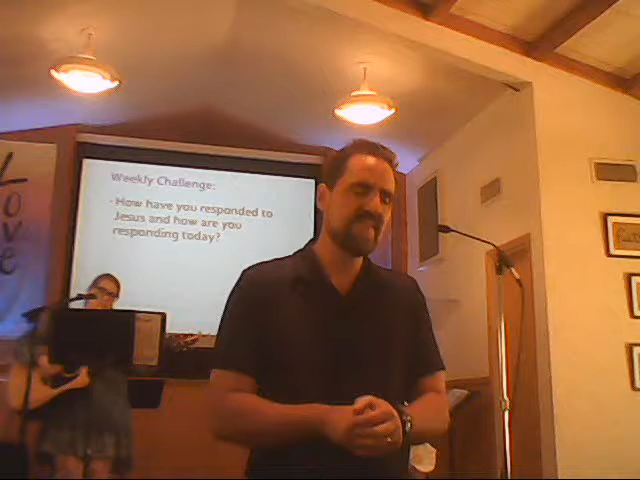 Love
Weekly Challenge:
- How have you responded to
Jesus and how are you
responding today?